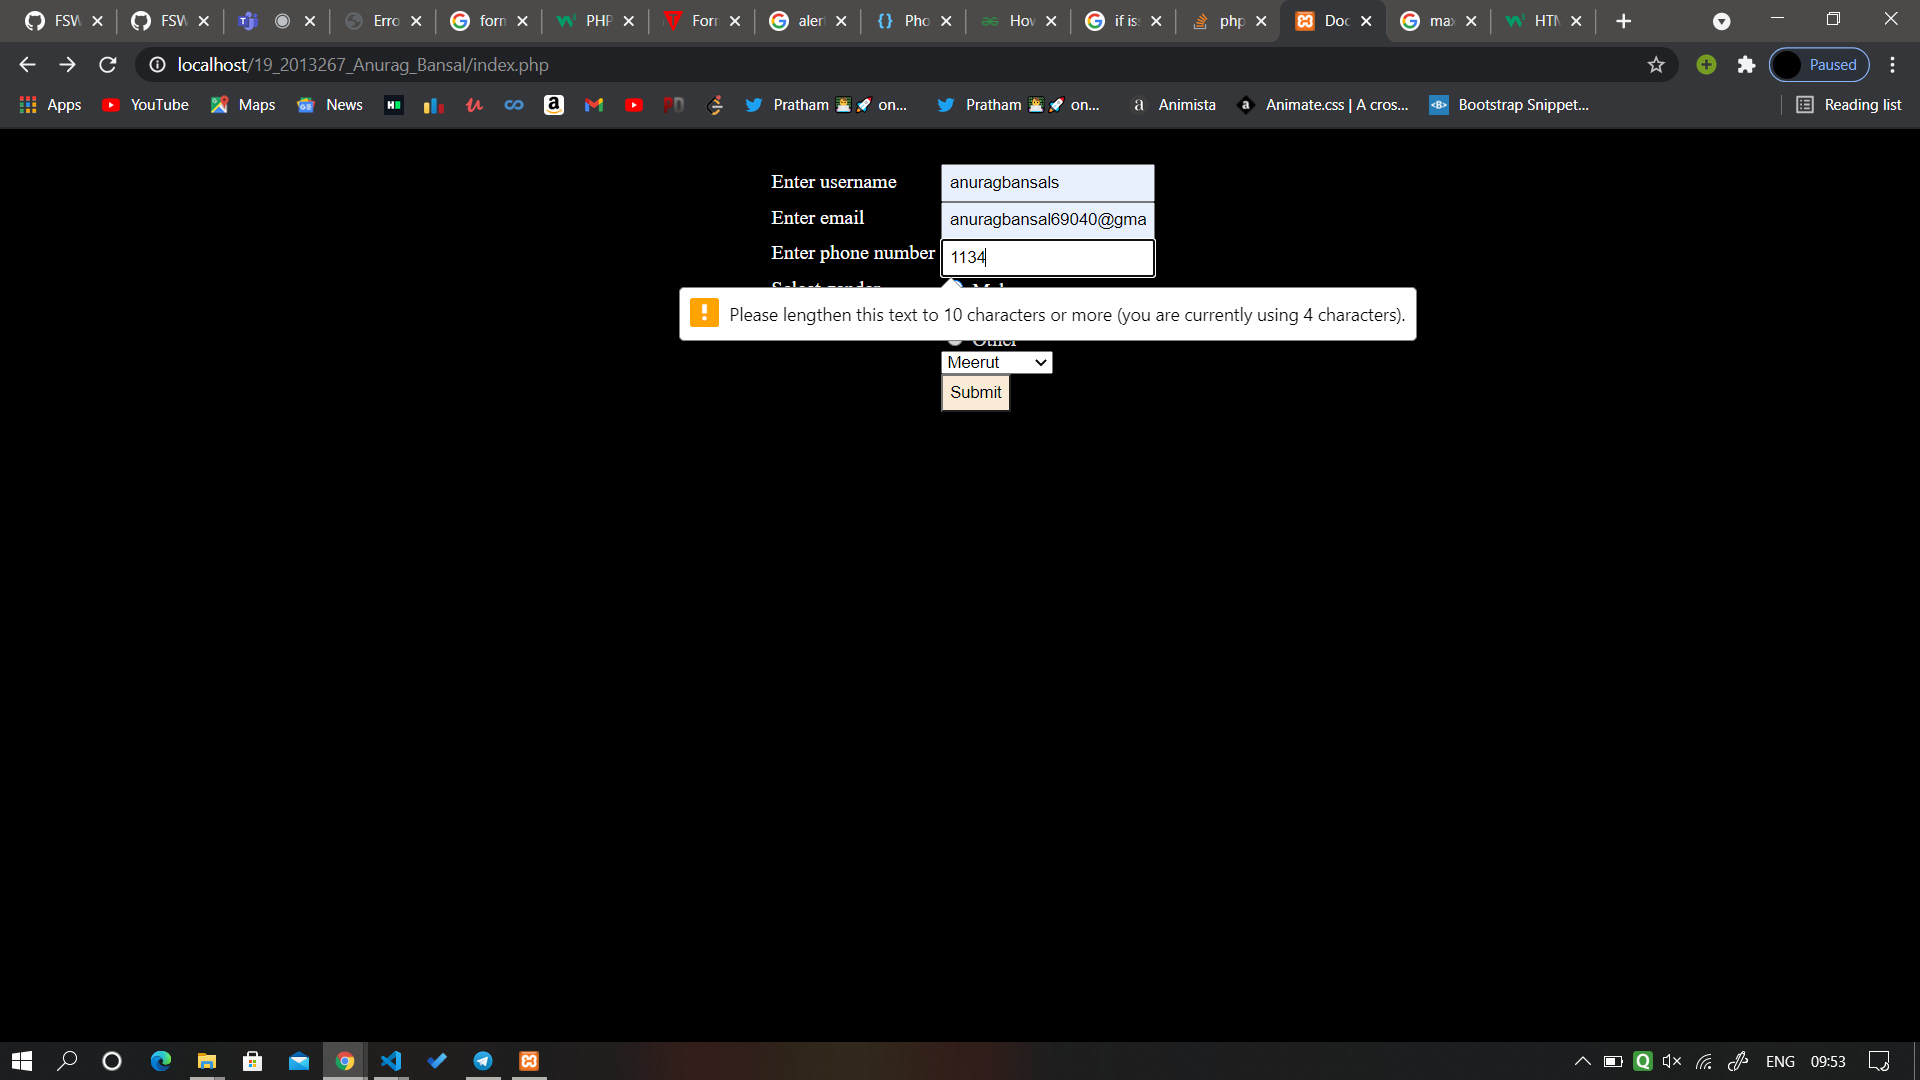 FSW FSW Erro form PHP Forr aler Pho How if is: php Doc max HTM
localhost/19_2013267_Anurag_Bansal/index.php Paused
Apps YouTube Maps News Pratham 👨‍💻🚀 on... Pratham 👨‍💻🚀 on... Animista Animate.css | A cros... Bootstrap Snippet... Reading list
Enter username anuragbansals
Enter email anuragbansal69040@gma
Enter phone number 1134
Please lengthen this text to 10 characters or more (you are currently using 4 characters).
Other
Meerut
Submit
ENG 09:53